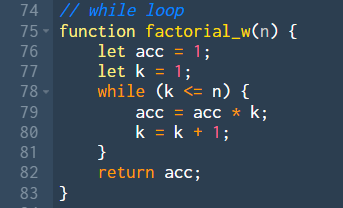 74 // while loop
75 function factorial_w(n) {
76     let acc = 1;
77     let k = 1;
78     while (k <= n) {
79         acc = acc * k;
80         k = k + 1;
81     }
82     return acc;
83 }